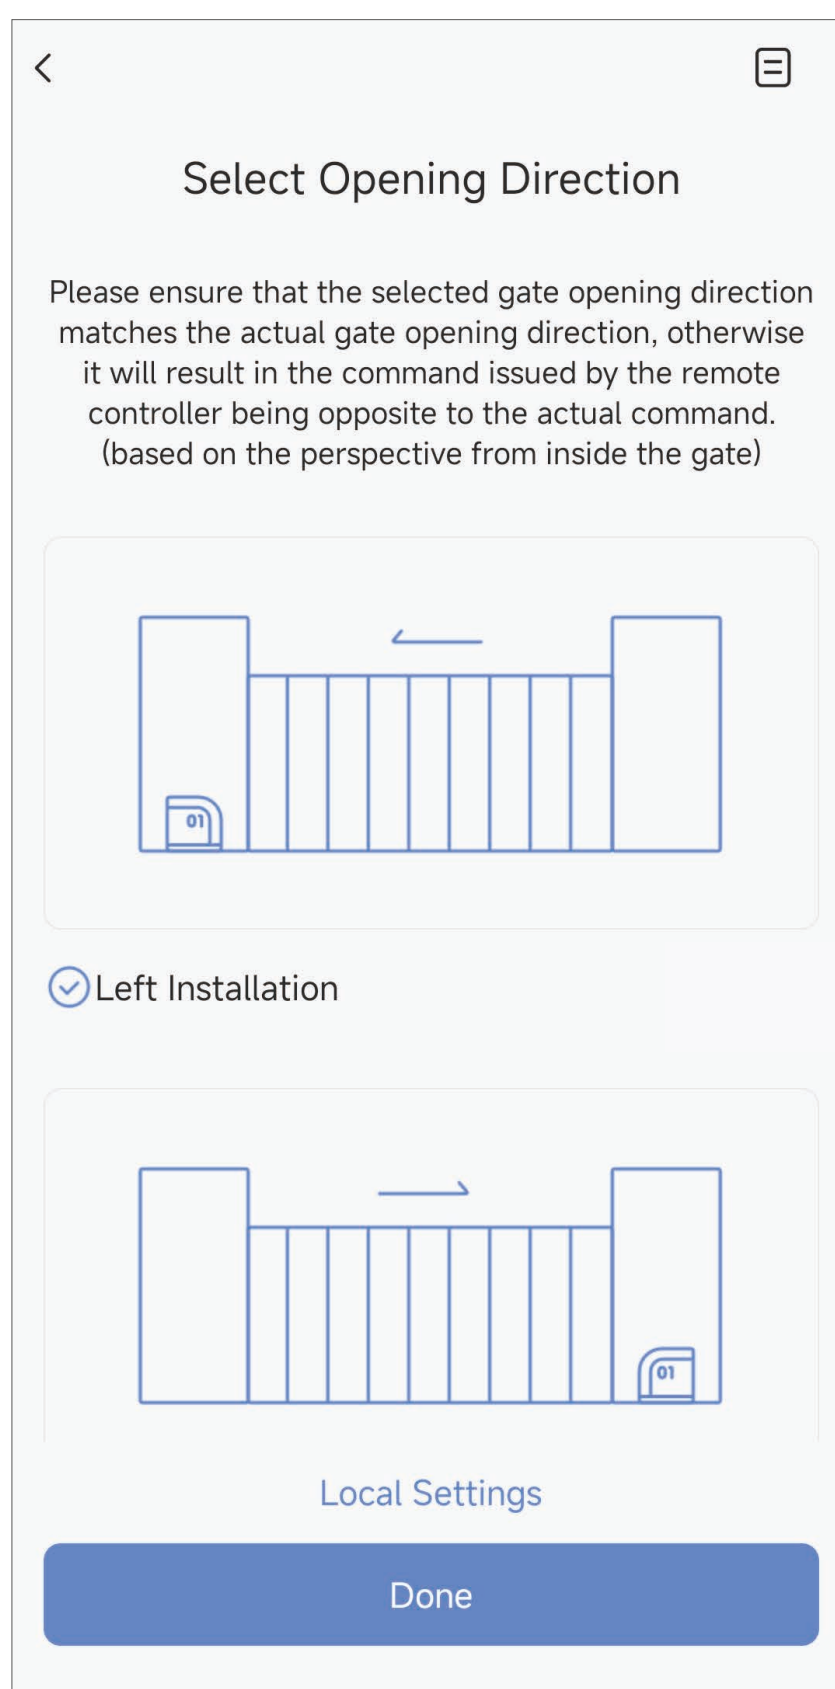 Select Opening Direction
Please ensure that the selected gate opening direction
matches the actual gate opening direction, otherwise
it will result in the command issued by the remote
controller being opposite to the actual command.
(based on the perspective from inside the gate)
01
Left Installation
01
Local Settings
Done